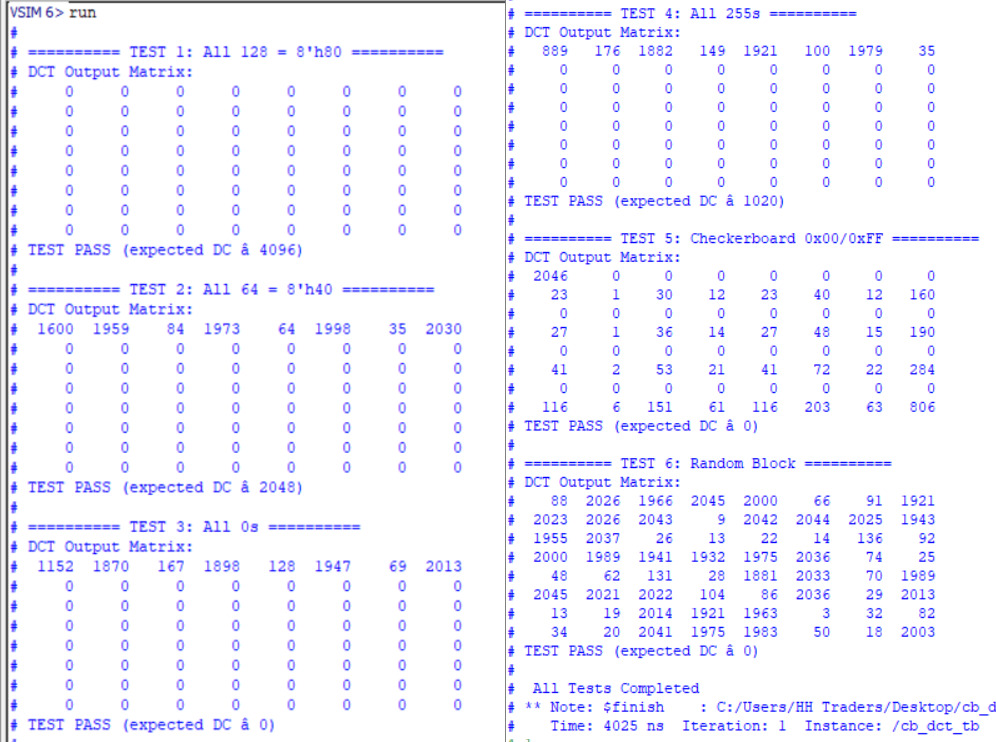 VSIM 6> run
#
# ========== TEST 1: All 128 = 8'h80 ==========
# DCT Output Matrix:
# 0 0 0 0 0 0 0 0
# 0 0 0 0 0 0 0 0
# 0 0 0 0 0 0 0 0
# 0 0 0 0 0 0 0 0
# 0 0 0 0 0 0 0 0
# 0 0 0 0 0 0 0 0
# 0 0 0 0 0 0 0 0
# 0 0 0 0 0 0 0 0
# TEST PASS (expected DC â 4096)
#
# ========== TEST 2: All 64 = 8'h40 ==========
# DCT Output Matrix:
# 1600 1959 84 1973 64 1998 35 2030
# 0 0 0 0 0 0 0 0
# 0 0 0 0 0 0 0 0
# 0 0 0 0 0 0 0 0
# 0 0 0 0 0 0 0 0
# 0 0 0 0 0 0 0 0
# 0 0 0 0 0 0 0 0
# 0 0 0 0 0 0 0 0
# TEST PASS (expected DC â 2048)
#
# ========== TEST 3: All 0s ==========
# DCT Output Matrix:
# 1152 1870 167 1898 128 1947 69 2013
# 0 0 0 0 0 0 0 0
# 0 0 0 0 0 0 0 0
# 0 0 0 0 0 0 0 0
# 0 0 0 0 0 0 0 0
# 0 0 0 0 0 0 0 0
# 0 0 0 0 0 0 0 0
# 0 0 0 0 0 0 0 0
# TEST PASS (expected DC â 0)
# ========== TEST 4: All 255s ==========
# DCT Output Matrix:
# 889 176 1882 149 1921 100 1979 35
# 0 0 0 0 0 0 0 0
# 0 0 0 0 0 0 0 0
# 0 0 0 0 0 0 0 0
# 0 0 0 0 0 0 0 0
# 0 0 0 0 0 0 0 0
# 0 0 0 0 0 0 0 0
# 0 0 0 0 0 0 0 0
# TEST PASS (expected DC â 1020)
#
# ========== TEST 5: Checkerboard 0x00/0xFF ==========
# DCT Output Matrix:
# 2046 0 0 0 0 0 0 0
# 23 1 30 12 23 40 12 160
# 0 0 0 0 0 0 0 0
# 27 1 36 14 27 48 15 190
# 0 0 0 0 0 0 0 0
# 41 2 53 21 41 72 22 284
# 0 0 0 0 0 0 0 0
# 116 6 151 61 116 203 63 806
# TEST PASS (expected DC â 0)
#
# ========== TEST 6: Random Block ==========
# DCT Output Matrix:
# 88 2026 1966 2045 2000 66 91 1921
# 2023 2026 2043 9 2042 2044 2025 1943
# 1955 2037 26 13 22 14 136 92
# 2000 1989 1941 1932 1975 2036 74 25
# 48 62 131 28 1881 2033 70 1989
# 2045 2021 2022 104 86 2036 29 2013
# 13 19 2014 1921 1963 3 32 82
# 34 20 2041 1975 1983 50 18 2003
# TEST PASS (expected DC â 0)
#
# All Tests Completed
# ** Note: $finish : C:/Users/HH Traders/Desktop/cb_d
# Time: 4025 ns Iteration: 1 Instance: /cb_dct_tb